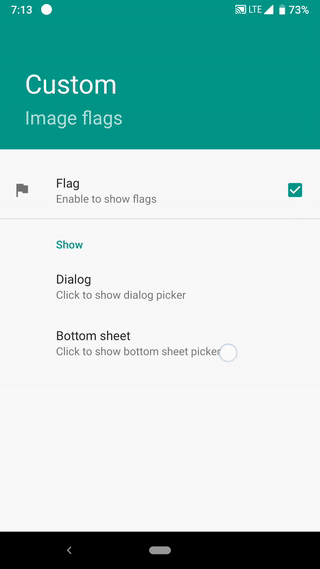 7:13 LTE 73%
Custom
Image flags
Flag
Enable to show flags
Show
Dialog
Click to show dialog picker
Bottom sheet
Click to show bottom sheet picker